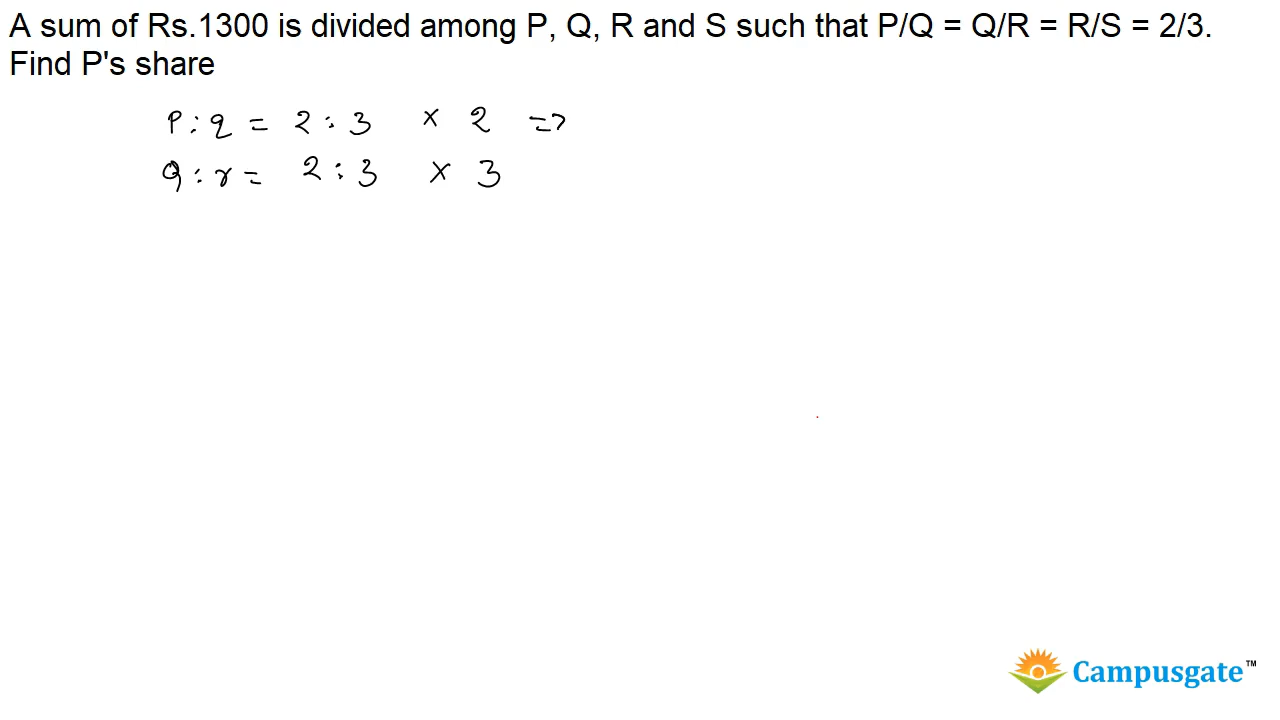 A sum of Rs.1300 is divided among P, Q, R and S such that P/Q = Q/R = R/S = 2/3.
Find P's share
P : q = 2 : 3 × 2 =>
Q : r = 2 : 3 × 3
Campusgate™